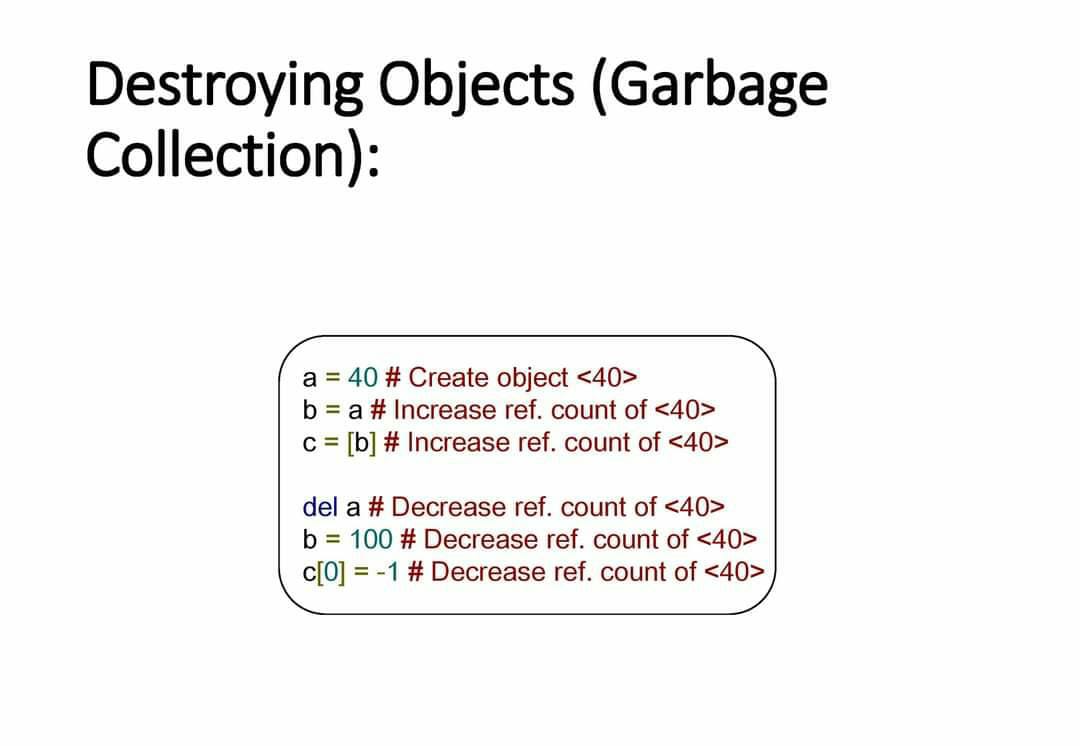 Destroying Objects (Garbage
Collection):
a = 40 # Create object <40>
b = a # Increase ref. count of <40>
c = [b] # Increase ref. count of <40>
del a # Decrease ref. count of <40>
b = 100 # Decrease ref. count of <40>
c[0] = -1 # Decrease ref. count of <40>